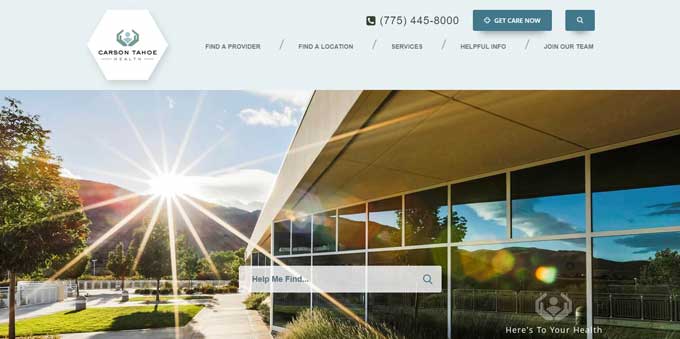 (775) 445-8000
GET CARE NOW
CARSON TAHOE
HEALTH
FIND A PROVIDER / FIND A LOCATION / SERVICES / HELPFUL INFO / JOIN OUR TEAM
Help Me Find...
Here's To Your Health